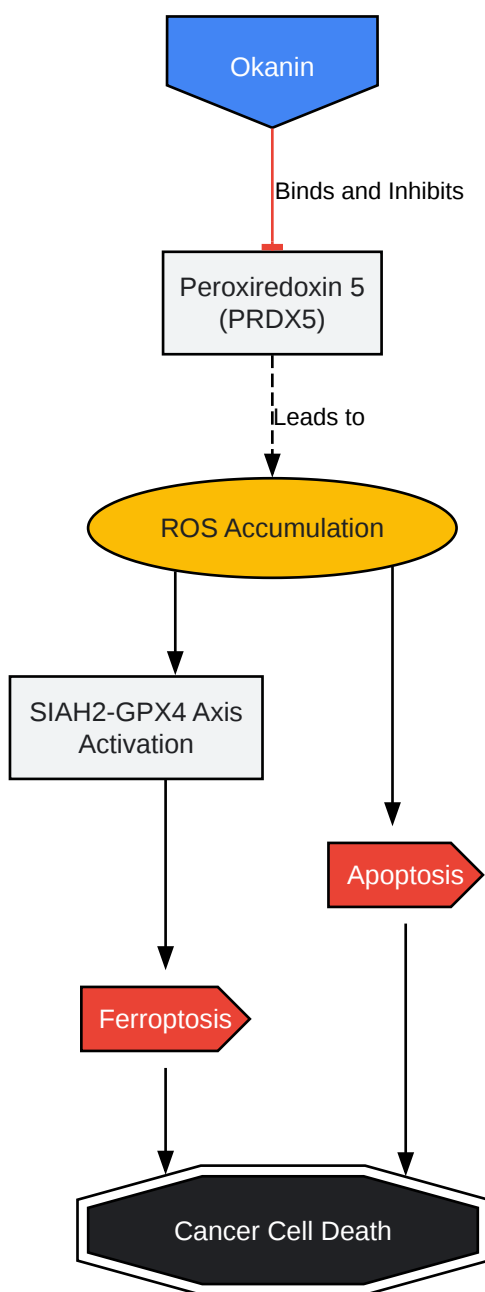 Okanin
Binds and Inhibits
Peroxiredoxin 5
(PRDX5)
Leads to
ROS Accumulation
SIAH2-GPX4 Axis
Activation
Apoptosis
Ferroptosis
Cancer Cell Death